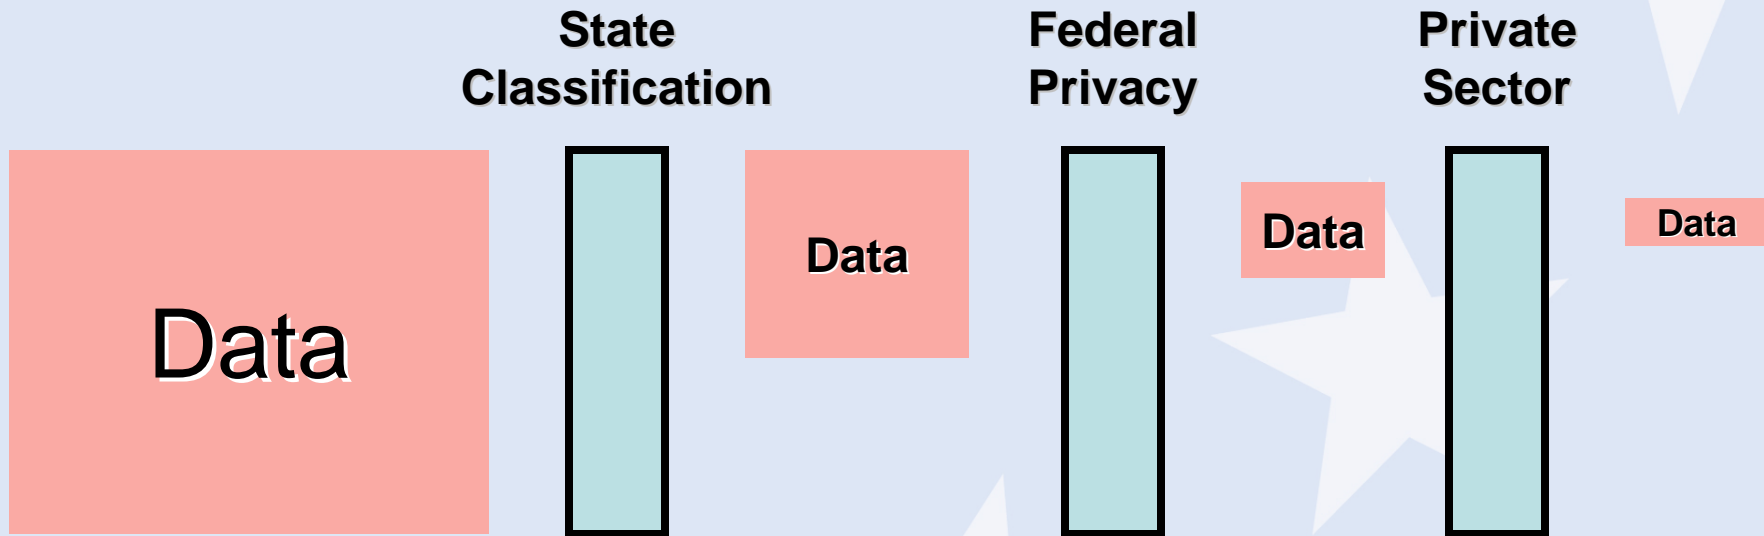 State
Classification
Federal
Privacy
Private
Sector
Data
Data
Data
Data